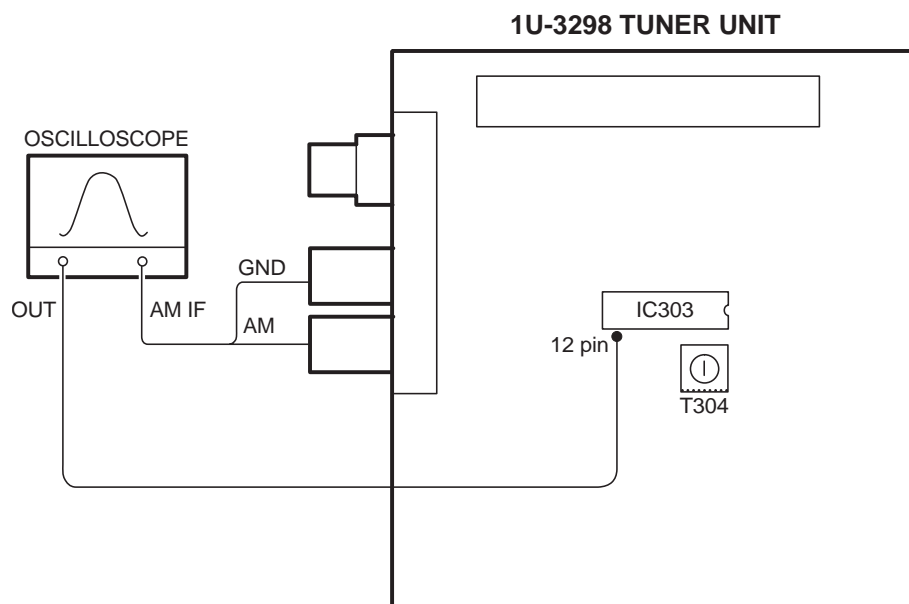 1U-3298 TUNER UNIT
OSCILLOSCOPE
GND
OUT
AM IF
AM
IC303
12 pin
T304